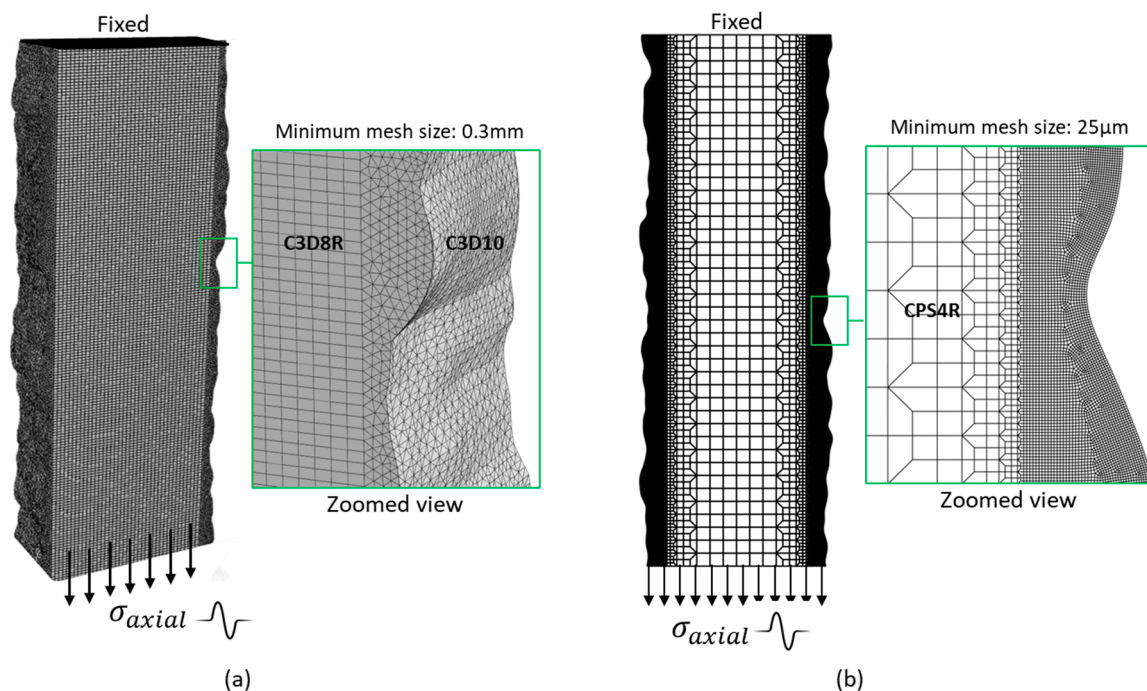 Fixed
Minimum mesh size: 0.3mm
C3D8R
C3D10
Zoomed view
σaxial
(a)
Fixed
Minimum mesh size: 25μm
CPS4R
Zoomed view
σaxial
(b)